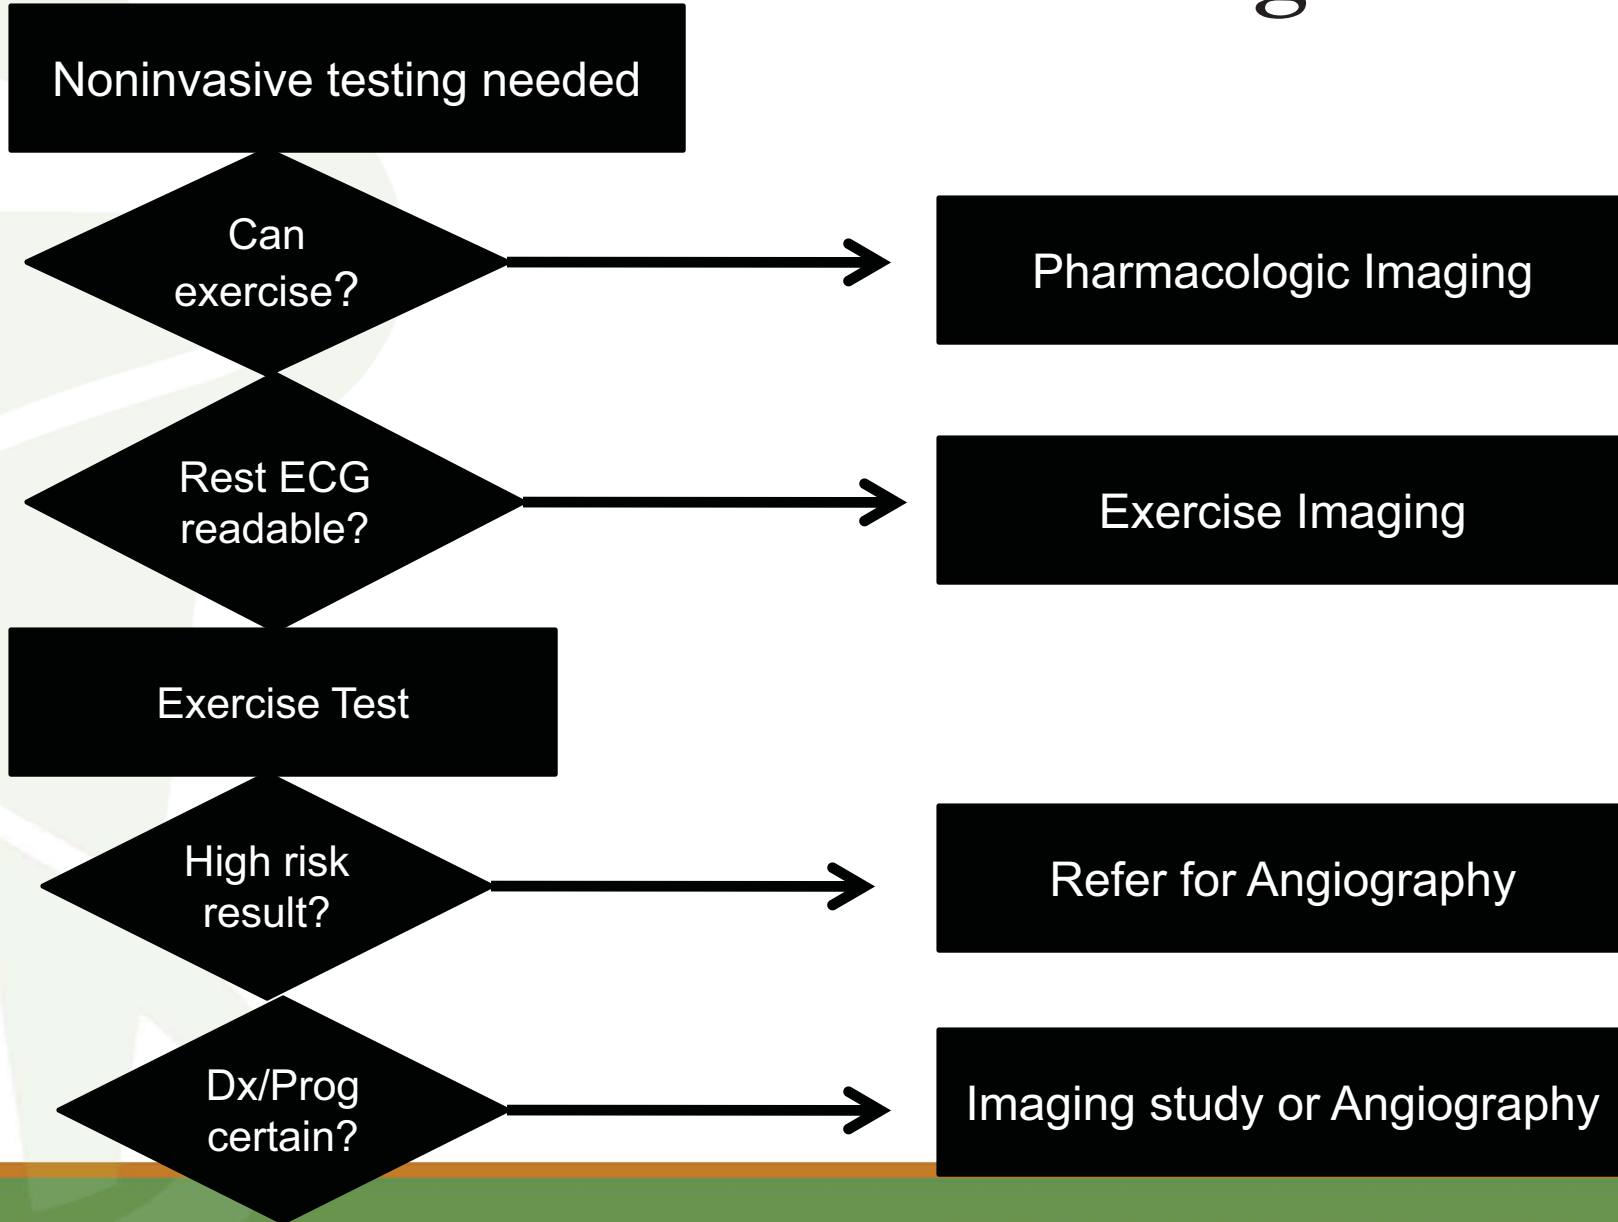 Noninvasive testing needed
Can
exercise?
Pharmacologic Imaging
Rest ECG
readable?
Exercise Imaging
Exercise Test
High risk
result?
Refer for Angiography
Dx/Prog
certain?
Imaging study or Angiography